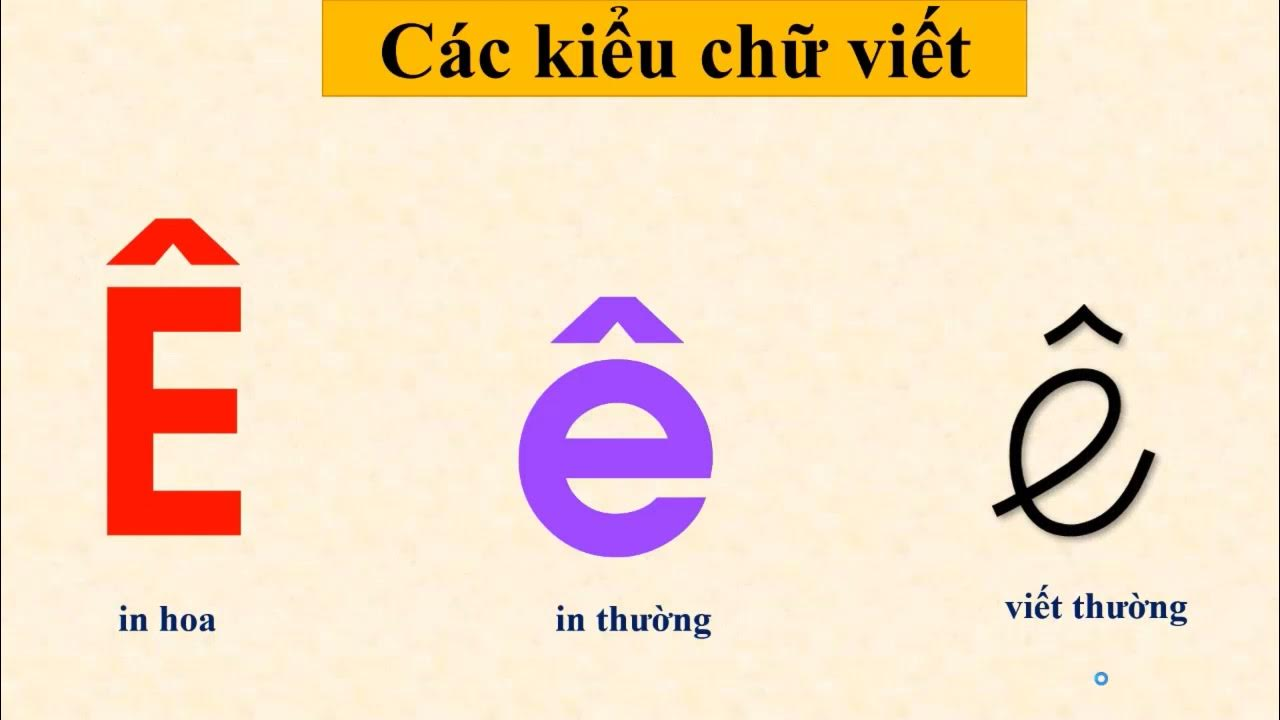 Các kiểu chữ viết
Ê
ê
ê
in hoa
in thường
viết thường